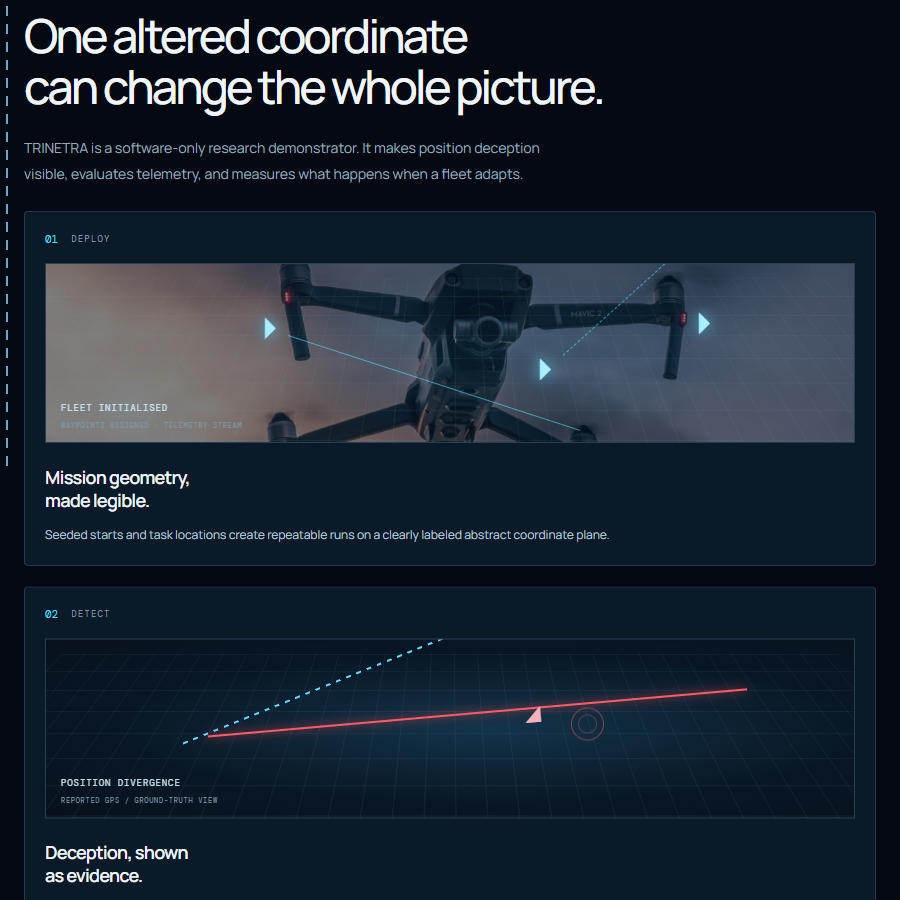 One altered coordinate
can change the whole picture.
TRINETRA is a software-only research demonstrator. It makes position deception
visible, evaluates telemetry, and measures what happens when a fleet adapts.
01 DEPLOY
MAVIC 2
FLEET INITIALISED
WAYPOINTS ASSIGNED · TELEMETRY STREAM
Mission geometry,
made legible.
Seeded starts and task locations create repeatable runs on a clearly labeled abstract coordinate plane.
02 DETECT
POSITION DIVERGENCE
REPORTED GPS / GROUND-TRUTH VIEW
Deception, shown
as evidence.